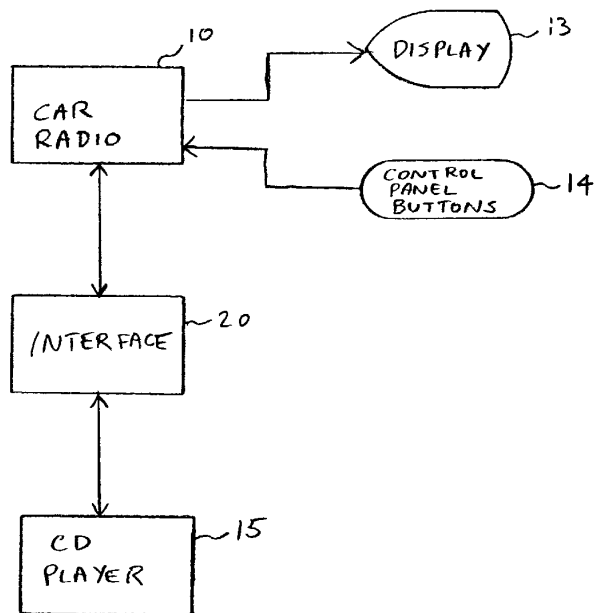 10
CAR
RADIO
DISPLAY
13
CONTROL
PANEL
BUTTONS
14
INTERFACE
20
CD
PLAYER
15